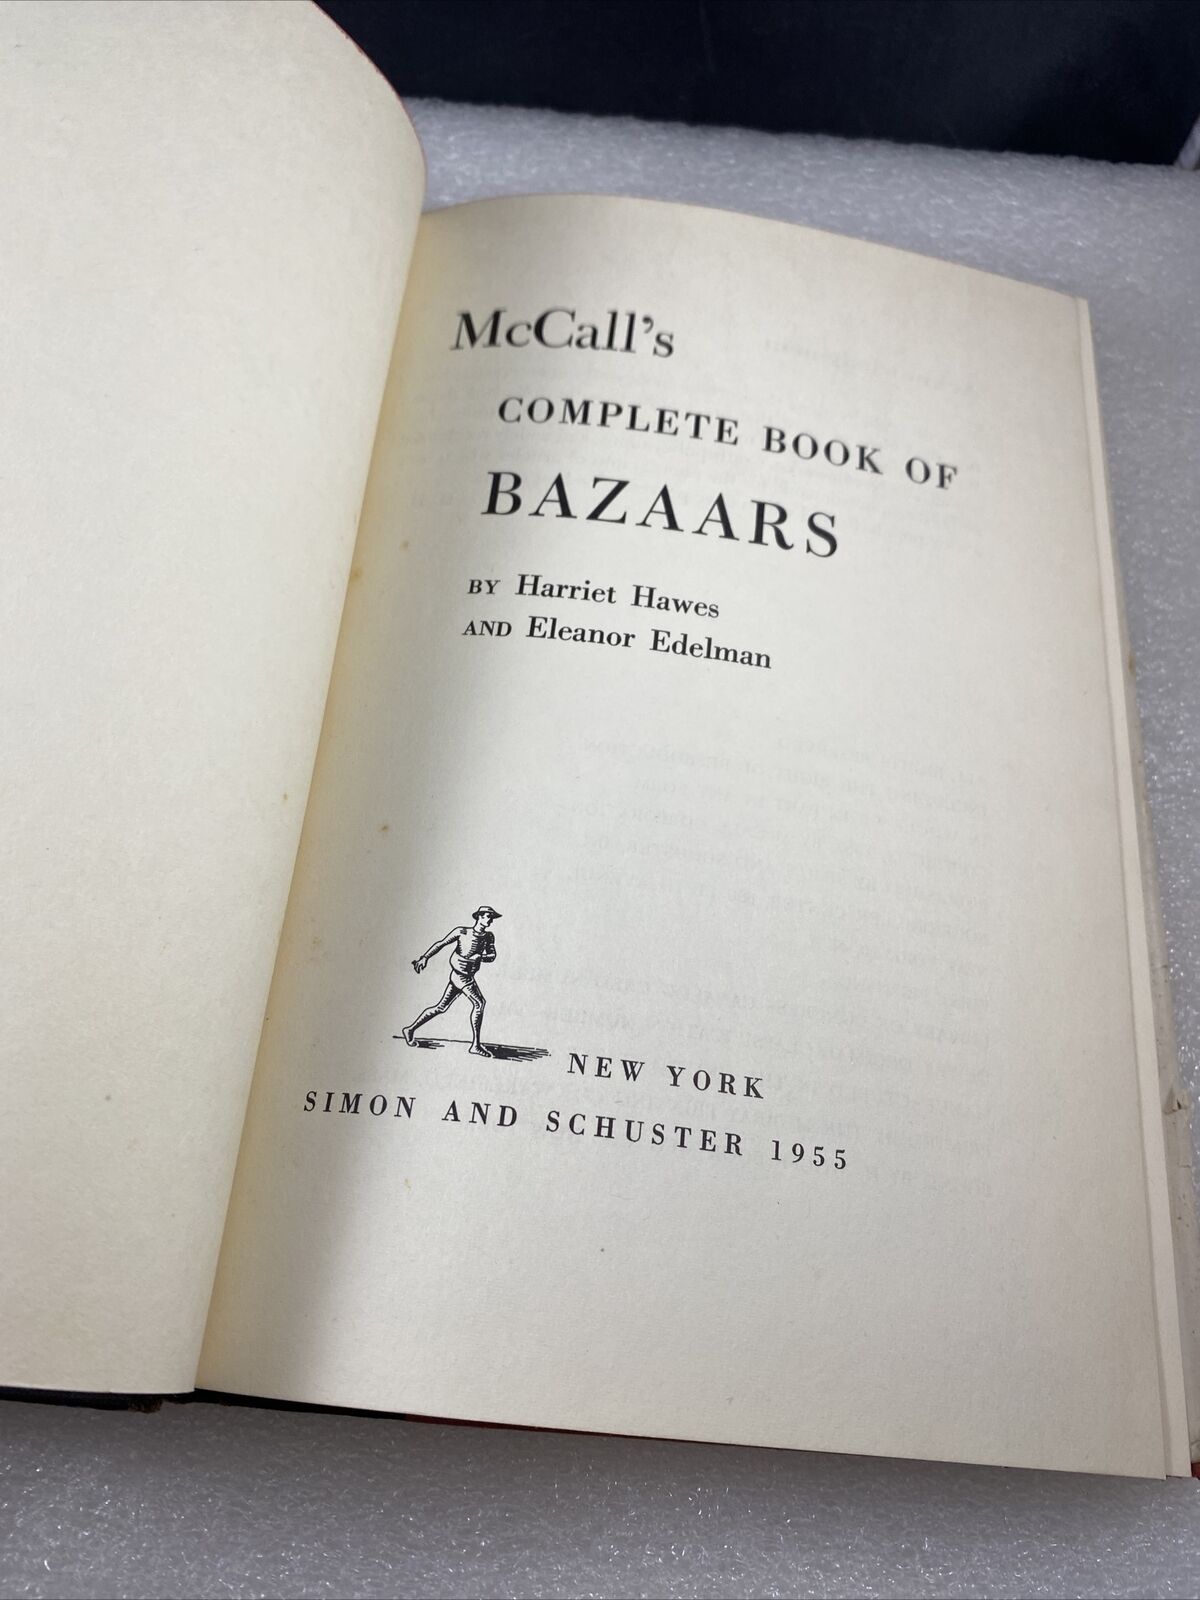 McCall's
COMPLETE BOOK OF
BAZAARS
BY Harriet Hawes
AND Eleanor Edelman
NEW YORK
SIMON AND SCHUSTER 1955